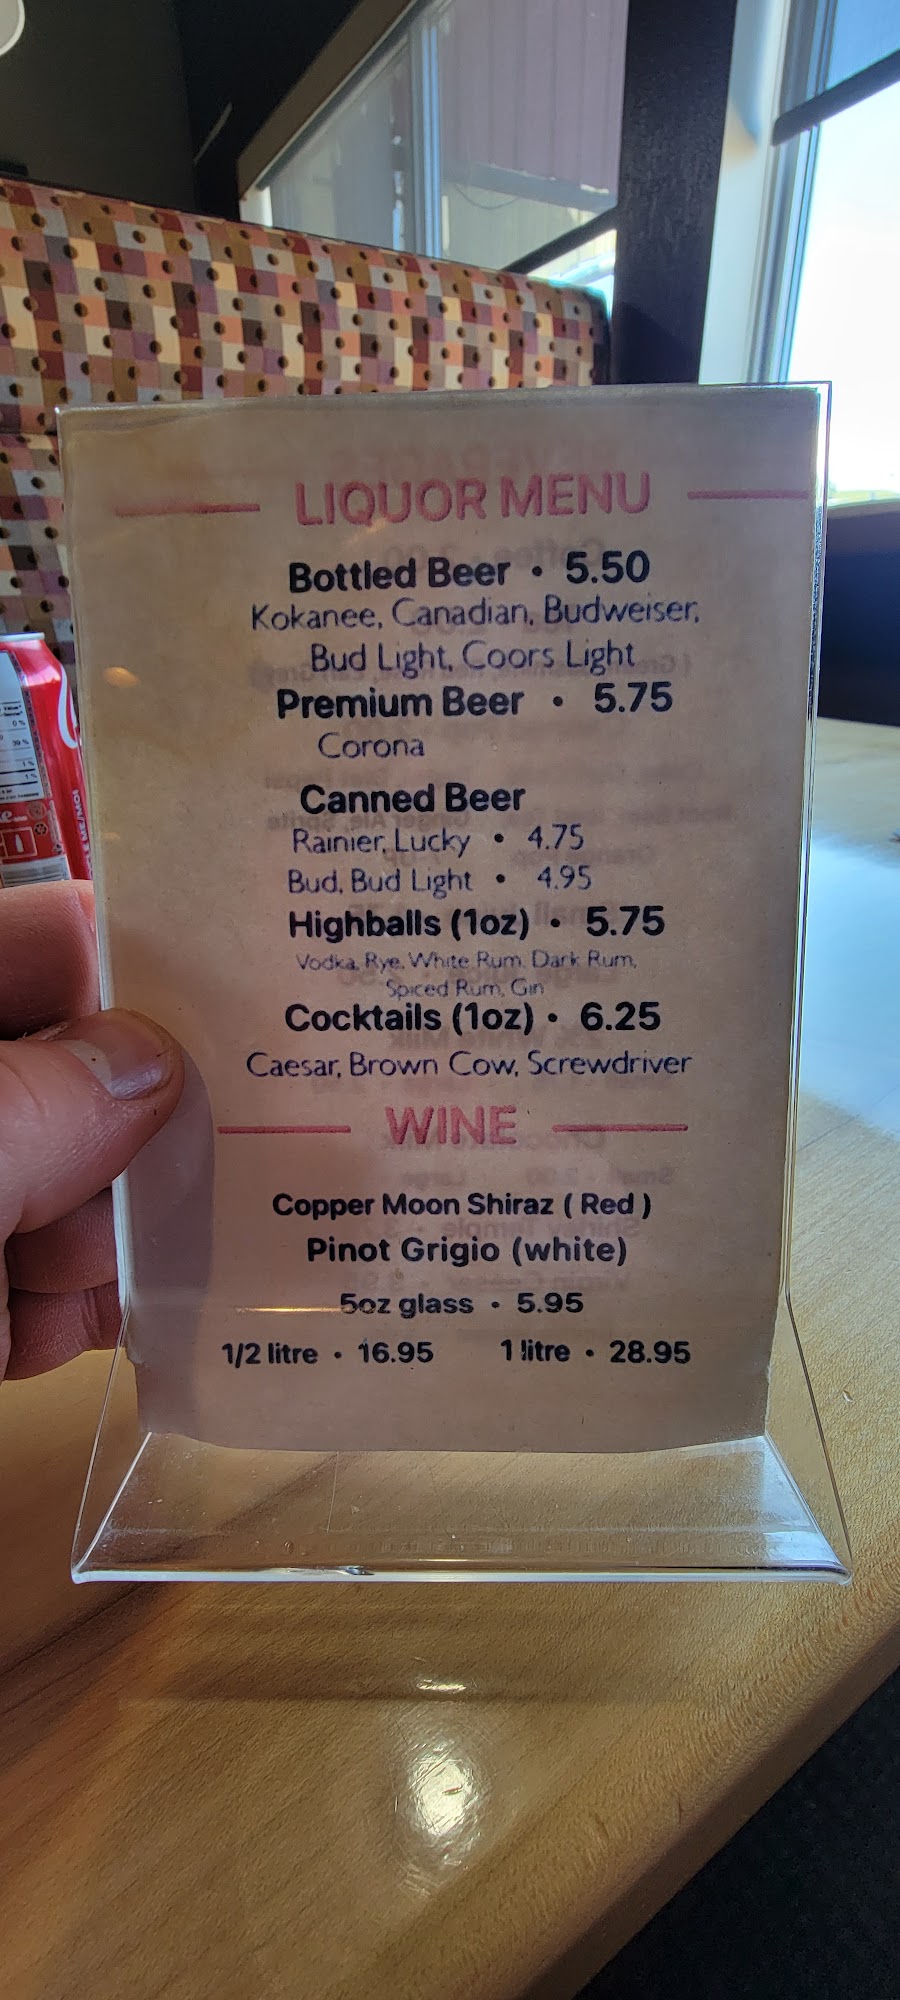 LIQUOR MENU
Bottled Beer • 5.50
Kokanee, Canadian, Budweiser,
Bud Light, Coors Light
Premium Beer • 5.75
Corona
Canned Beer
Rainier, Lucky • 4.75
Bud, Bud Light • 4.95
Highballs (1oz) • 5.75
Vodka, Rye, White Rum, Dark Rum,
Spiced Rum, Gin
Cocktails (1oz) • 6.25
Caesar, Brown Cow, Screwdriver
WINE
Copper Moon Shiraz ( Red )
Pinot Grigio (white)
5oz glass • 5.95
1/2 litre • 16.95 1 litre • 28.95